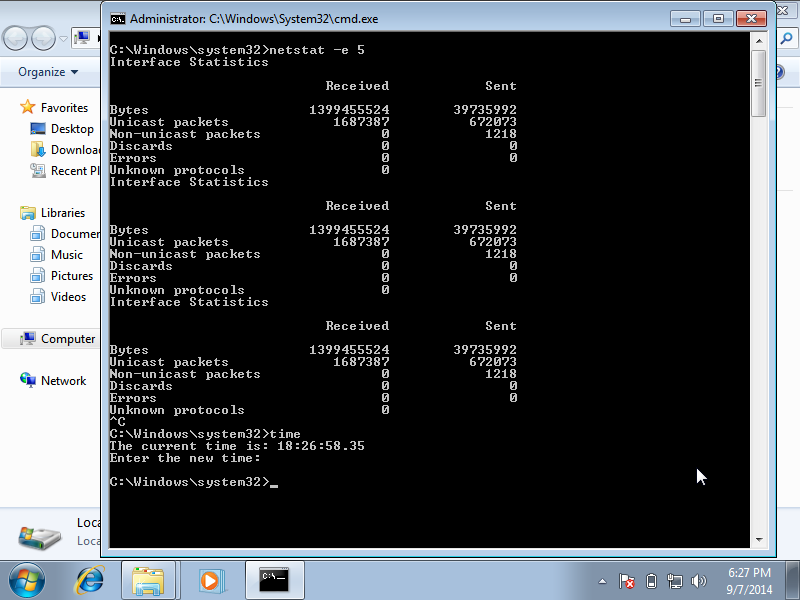 Administrator: C:\Windows\System32\cmd.exe
Organize
Favorites
Desktop
Libraries
Music
Pictures
Videos
Computer
Network
C:\Windows\system32>netstat -e 5
Interface Statistics
Received Sent
Bytes 1399455524 39735992
Unicast packets 1687387 672073
Non-unicast packets 0 1218
Discards 0 0
Errors 0 0
Unknown protocols 0
Interface Statistics
Received Sent
Bytes 1399455524 39735992
Unicast packets 1687387 672073
Non-unicast packets 0 1218
Discards 0 0
Errors 0 0
Unknown protocols 0
Interface Statistics
Received Sent
Bytes 1399455524 39735992
Unicast packets 1687387 672073
Non-unicast packets 0 1218
Discards 0 0
Errors 0 0
Unknown protocols 0
^C
C:\Windows\system32>time
The current time is: 18:26:58.35
Enter the new time:
C:\Windows\system32>_
Recent
C:\_
6:27 PM
9/7/2014